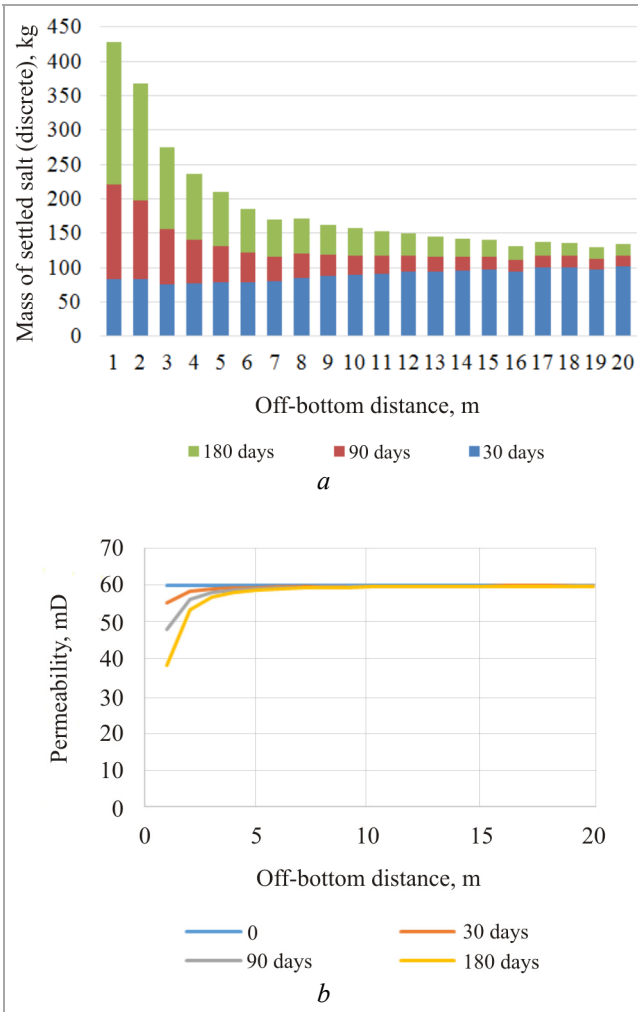 Mass of settled salt (discrete), kg
450
400
350
300
250
200
150
100
50
0
1 2 3 4 5 6 7 8 9 10 11 12 13 14 15 16 17 18 19 20
Off-bottom distance, m
180 days 90 days 30 days
a
Permeability, mD
70
60
50
40
30
20
10
0
0 5 10 15 20
Off-bottom distance, m
0 30 days
90 days 180 days
b